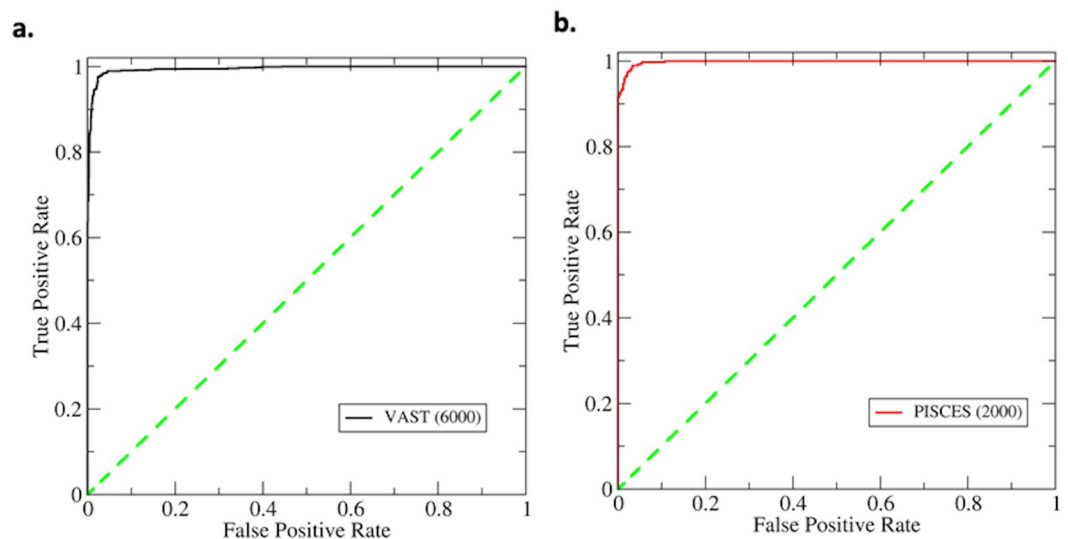 a.
1
0.8
0.6
0.4
0.2
0
0 0.2 0.4 0.6 0.8 1
True Positive Rate
False Positive Rate
VAST (6000)
b.
1
0.8
0.6
0.4
0.2
0
0 0.2 0.4 0.6 0.8 1
True Positive Rate
False Positive Rate
PISCES (2000)